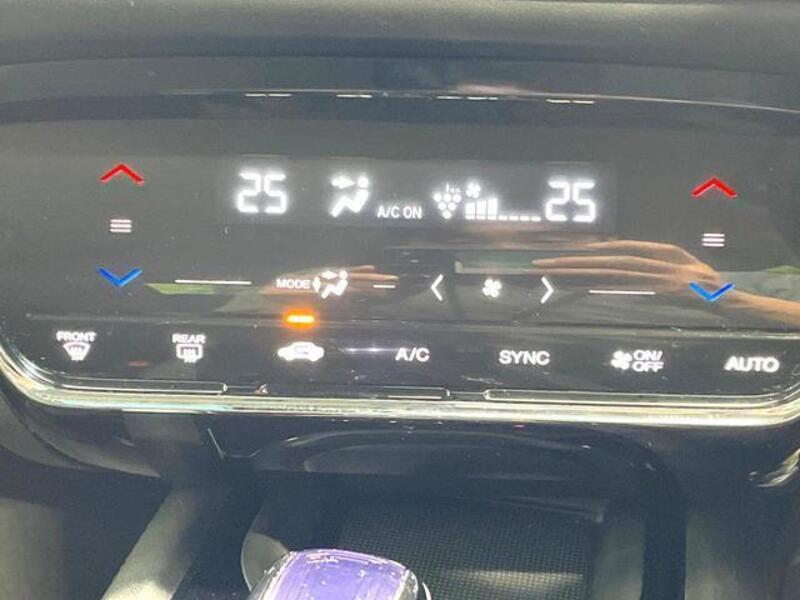 25 A/C ON 25
MODE
FRONT REAR A/C SYNC ON/OFF AUTO